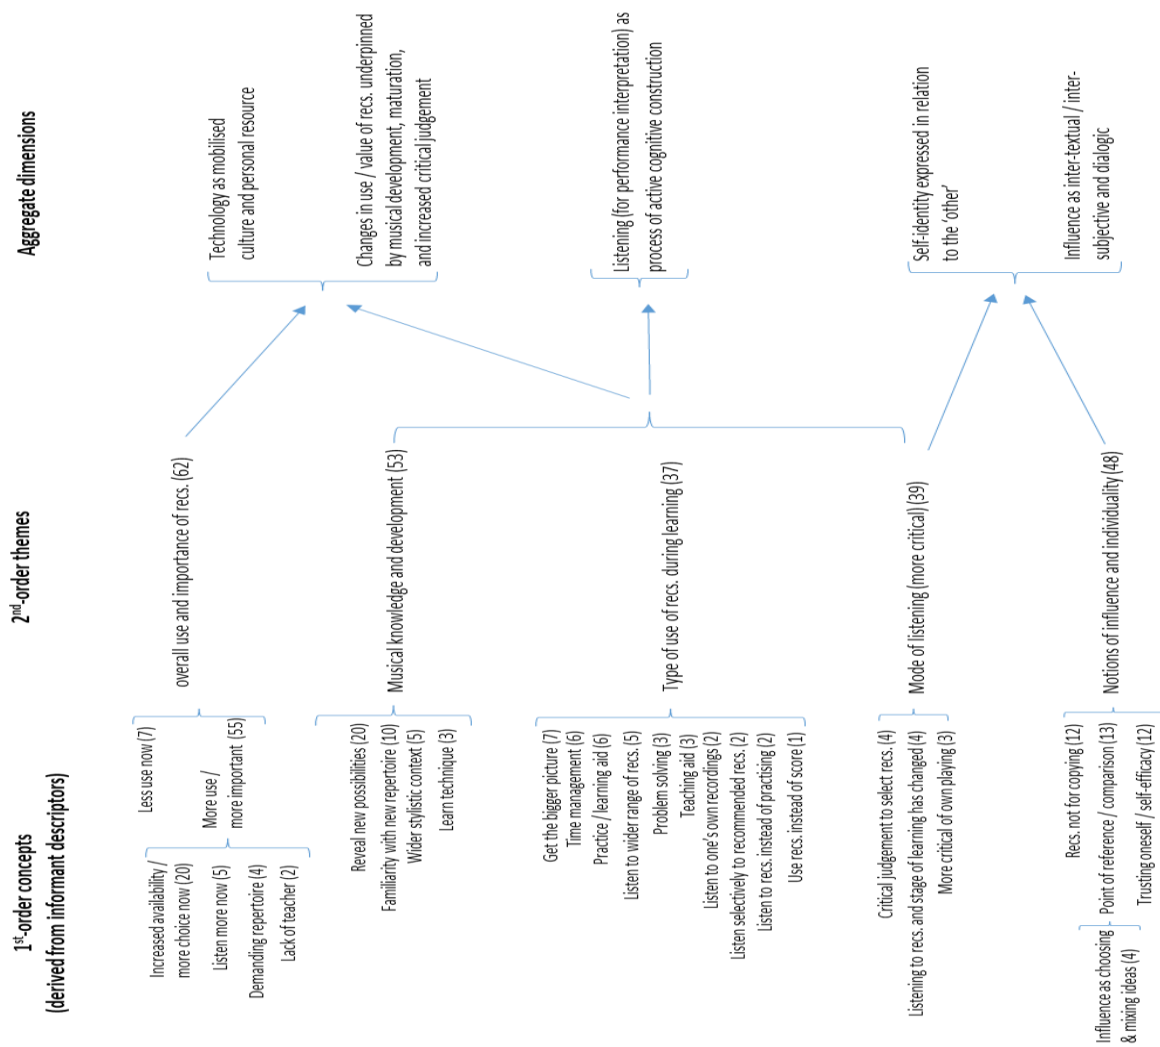 1st-order concepts
(derived from informant descriptors)
2nd-order themes
Aggregate dimensions
Increased availability /
more choice now (20)
Listen more now (5)
Demanding repertoire (4)
Lack of teacher (2)
Less use now (7)
More use /
more important (55)
overall use and importance of recs. (62)
Technology as mobilised
culture and personal resource
Changes in use / value of recs. underpinned
by musical development, maturation,
and increased critical judgement
Reveal new possibilities (20)
Familiarity with new repertoire (10)
Wider stylistic context (5)
Learn technique (3)
Musical knowledge and development (53)
Get the bigger picture (7)
Time management (6)
Practice / learning aid (6)
Listen to wider range of recs. (5)
Problem solving (3)
Teaching aid (3)
Listen to one's own recordings (2)
Listen selectively to recommended recs. (2)
Listen to recs. instead of practising (2)
Use recs. instead of score (1)
Type of use of recs. during learning (37)
Listening (for performance interpretation) as
process of active cognitive construction
Critical judgement to select recs. (4)
Listening to recs. and stage of learning has changed (4)
More critical of own playing (3)
Mode of listening (more critical) (39)
Self-identity expressed in relation
to the 'other'
Influence as inter-textual / inter-
subjective and dialogic
Influence as choosing
& mixing ideas (4)
Recs. not for copying (12)
Point of reference / comparison (13)
Trusting oneself / self-efficacy (12)
Notions of influence and individuality (48)